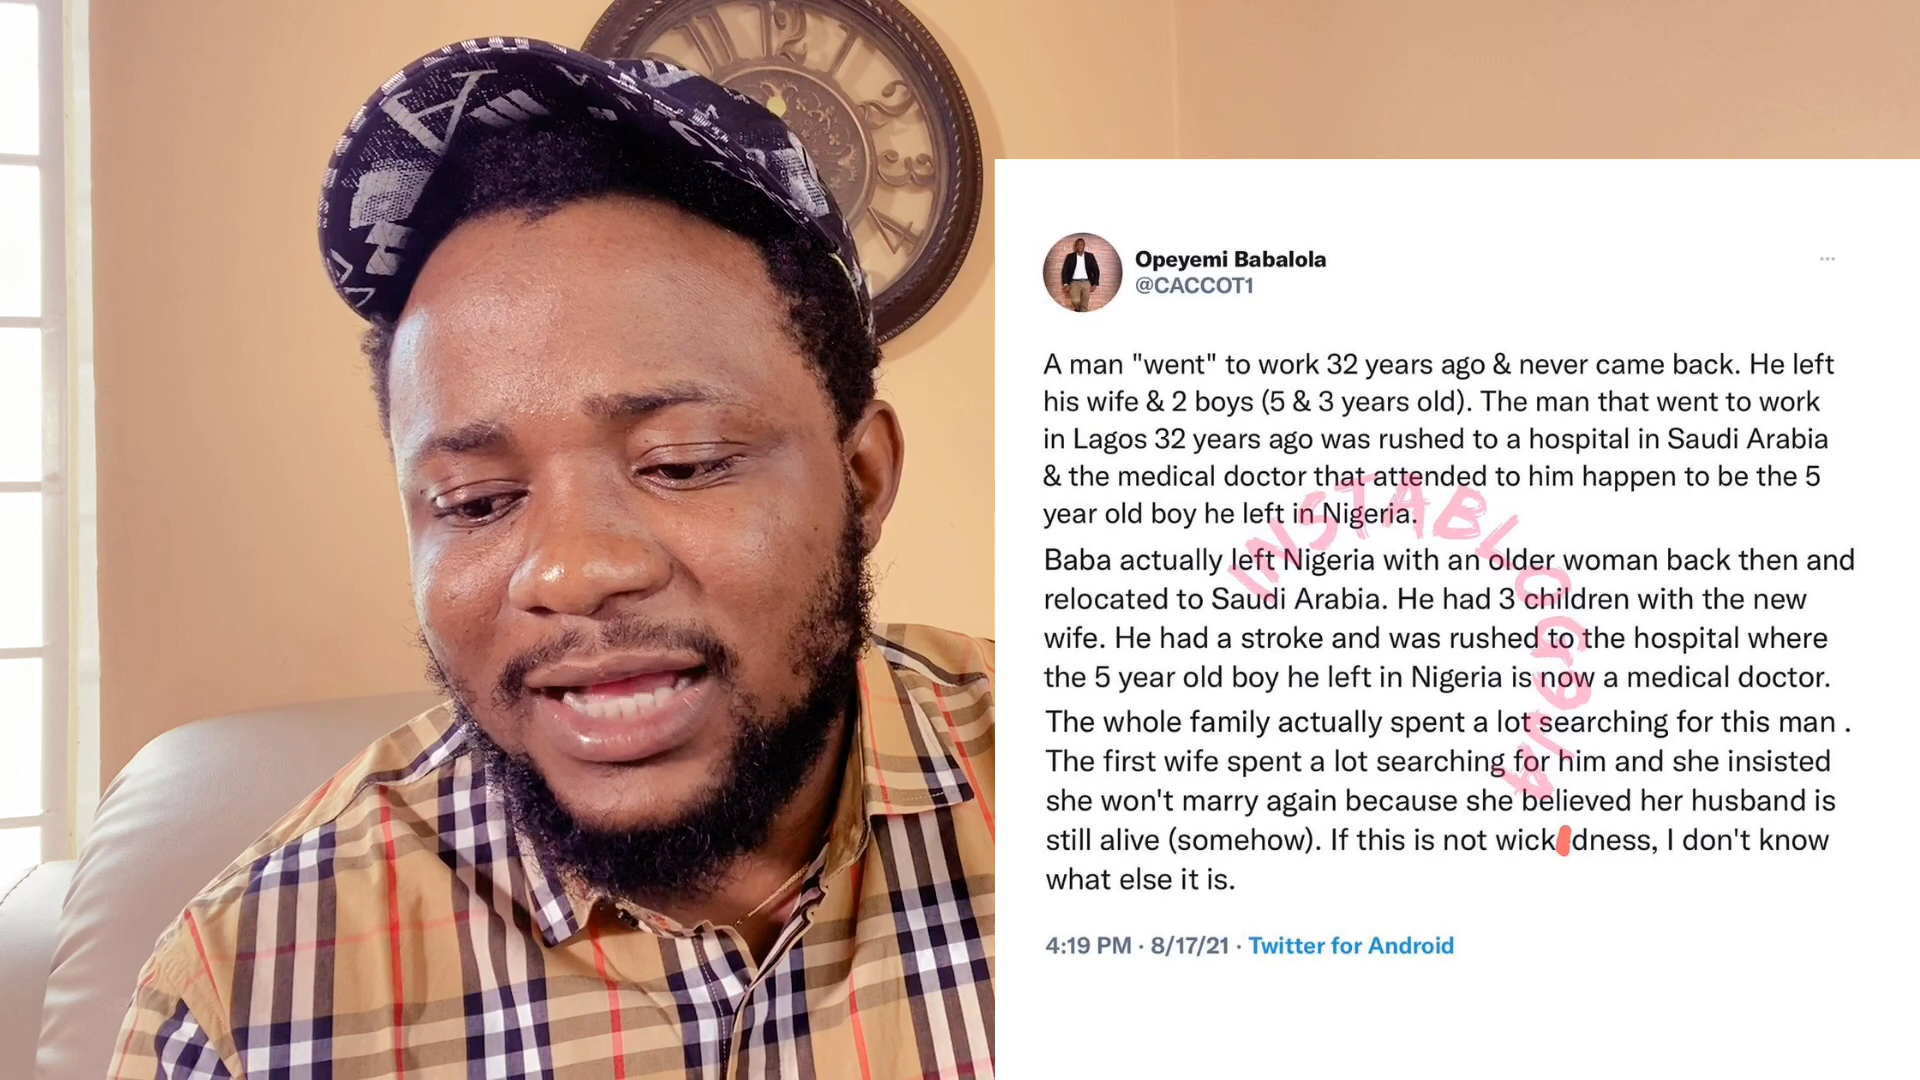 12
2
3
4
Opeyemi Babalola
@CACCOT1
A man "went" to work 32 years ago & never came back. He left
his wife & 2 boys (5 & 3 years old). The man that went to work
in Lagos 32 years ago was rushed to a hospital in Saudi Arabia
& the medical doctor that attended to him happen to be the 5
year old boy he left in Nigeria.
Baba actually left Nigeria with an older woman back then and
relocated to Saudi Arabia. He had 3 children with the new
wife. He had a stroke and was rushed to the hospital where
the 5 year old boy he left in Nigeria is now a medical doctor.
The whole family actually spent a lot searching for this man .
The first wife spent a lot searching for him and she insisted
she won't marry again because she believed her husband is
still alive (somehow). If this is not wickedness, I don't know
what else it is.
4:19 PM · 8/17/21 · Twitter for Android
INSTABLOG9JA